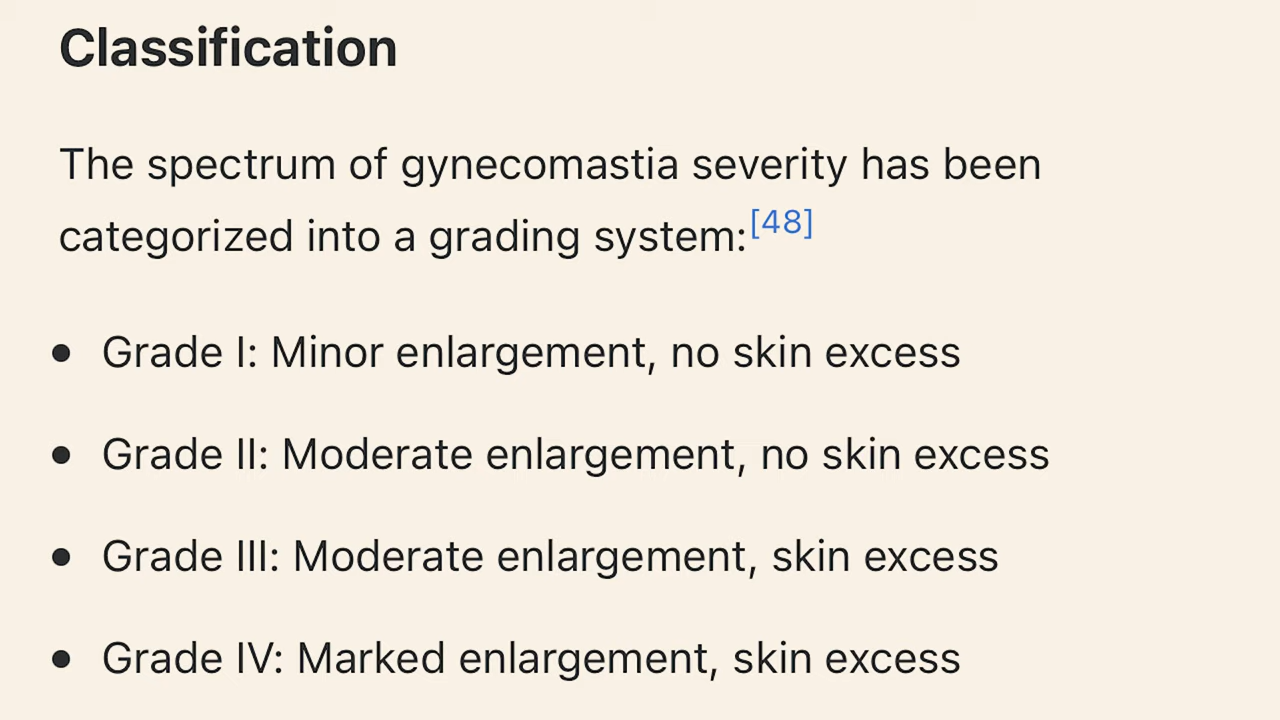 Classification
The spectrum of gynecomastia severity has been
categorized into a grading system:[48]
• Grade I: Minor enlargement, no skin excess
• Grade II: Moderate enlargement, no skin excess
• Grade III: Moderate enlargement, skin excess
• Grade IV: Marked enlargement, skin excess